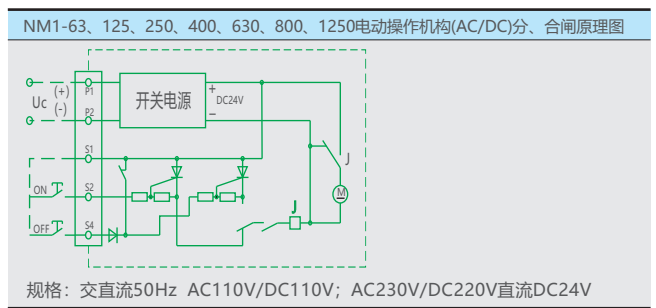 NM1-63、125、250、400、630、800、1250电动操作机构(AC/DC)分、合闸原理图
(+)
P1
Uc
(-)
P2
开关电源
+
DC24V
−
S1
ON
S2
OFF
S4
J
J
M
规格：交直流50Hz AC110V/DC110V；AC230V/DC220V直流DC24V